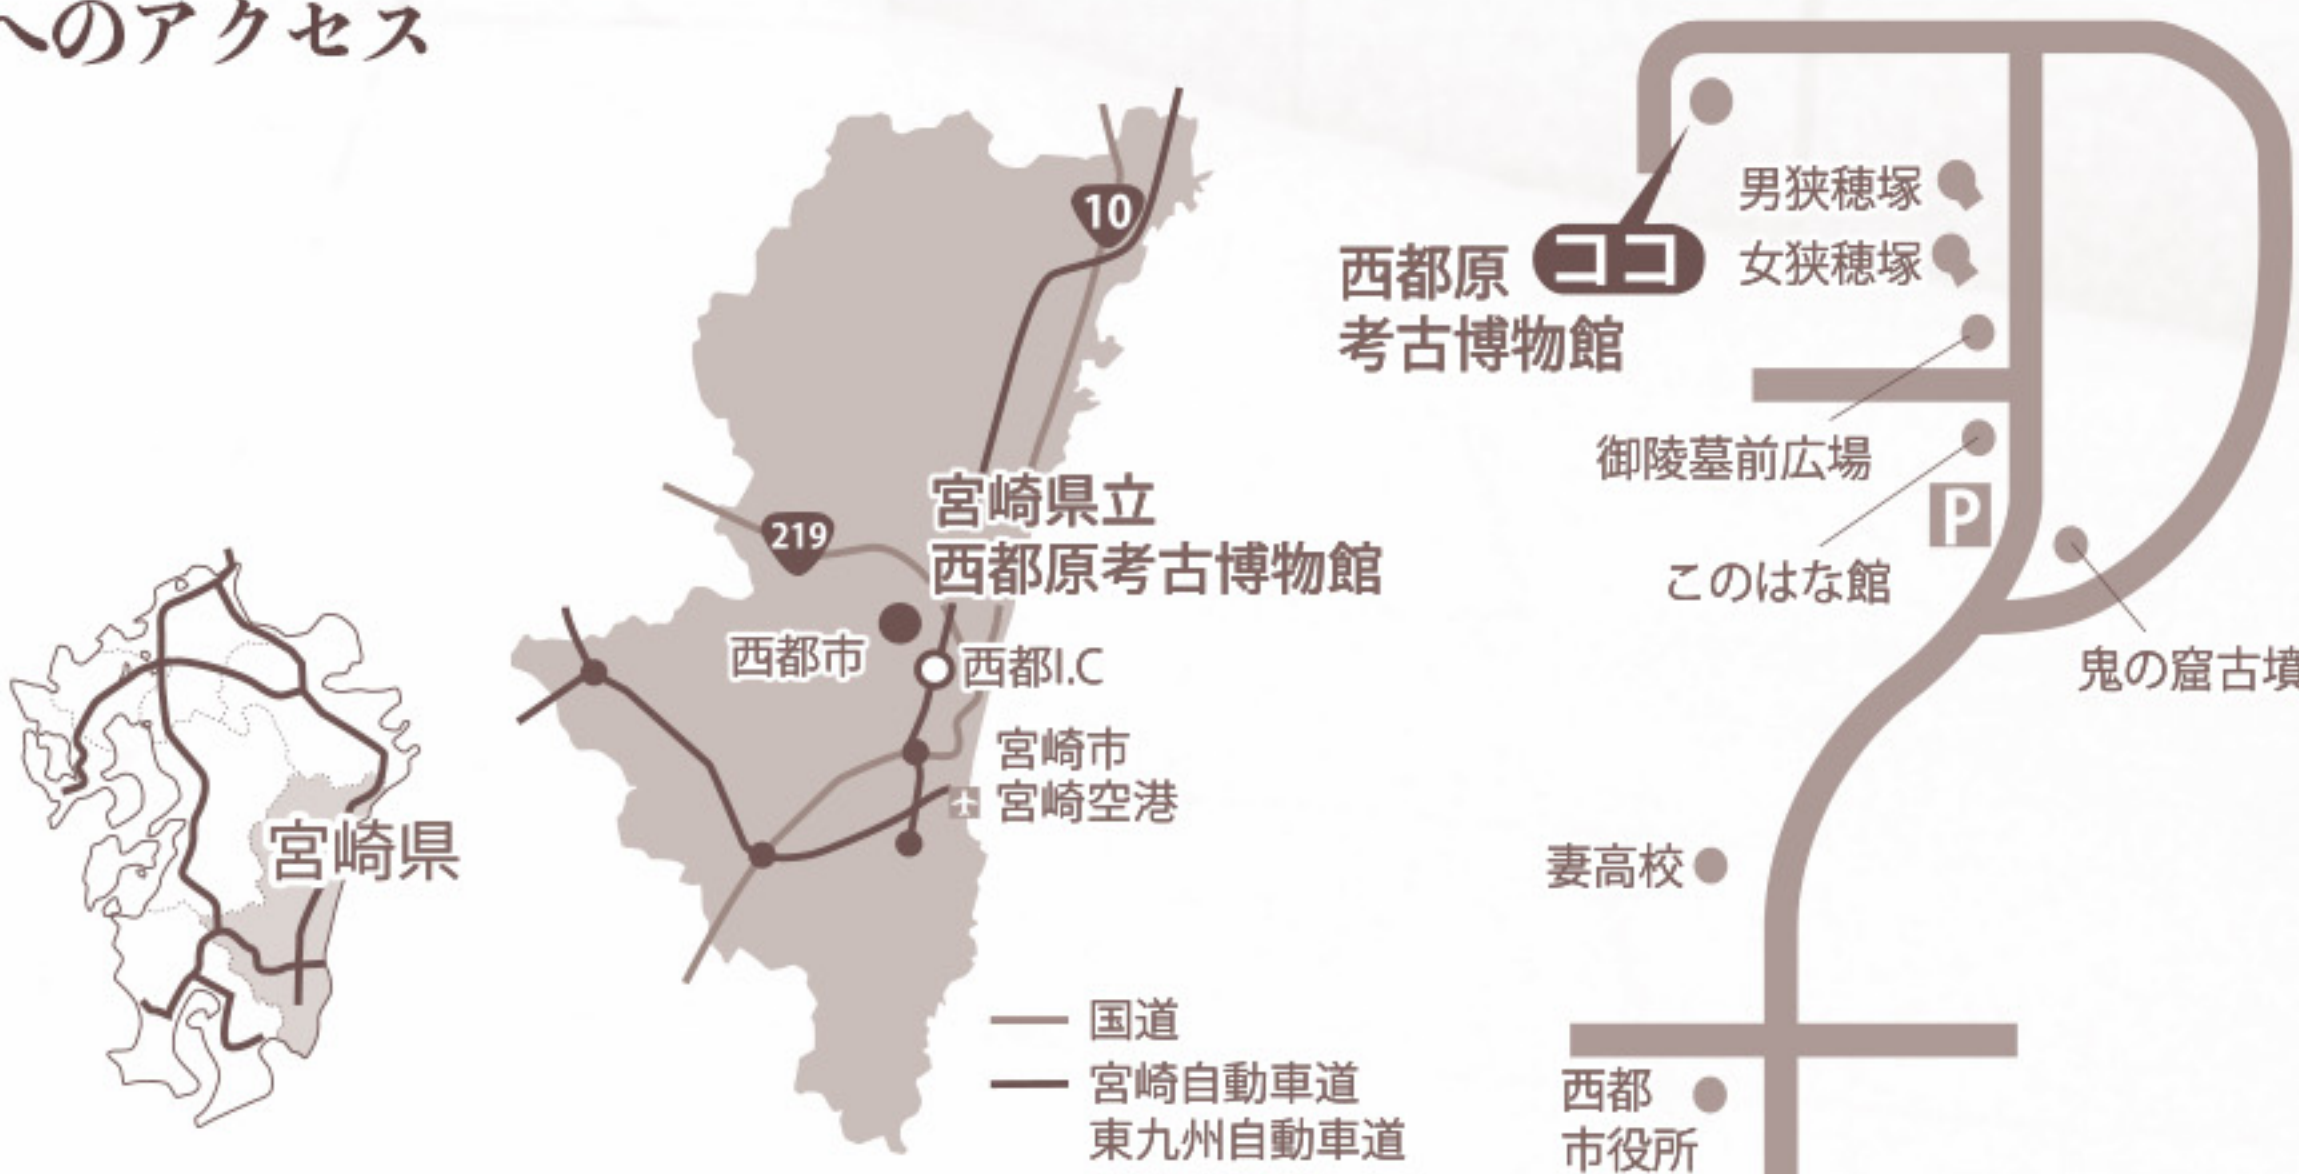 へのアクセス
10
219
宮崎県立
西都原考古博物館
西都市
西都I.C
宮崎市
宮崎空港
宮崎県
国道
宮崎自動車道
東九州自動車道
男狭穂塚
女狭穂塚
西都原
考古博物館
ココ
御陵墓前広場
P
このはな館
鬼の窟古墳
妻高校
西都
市役所